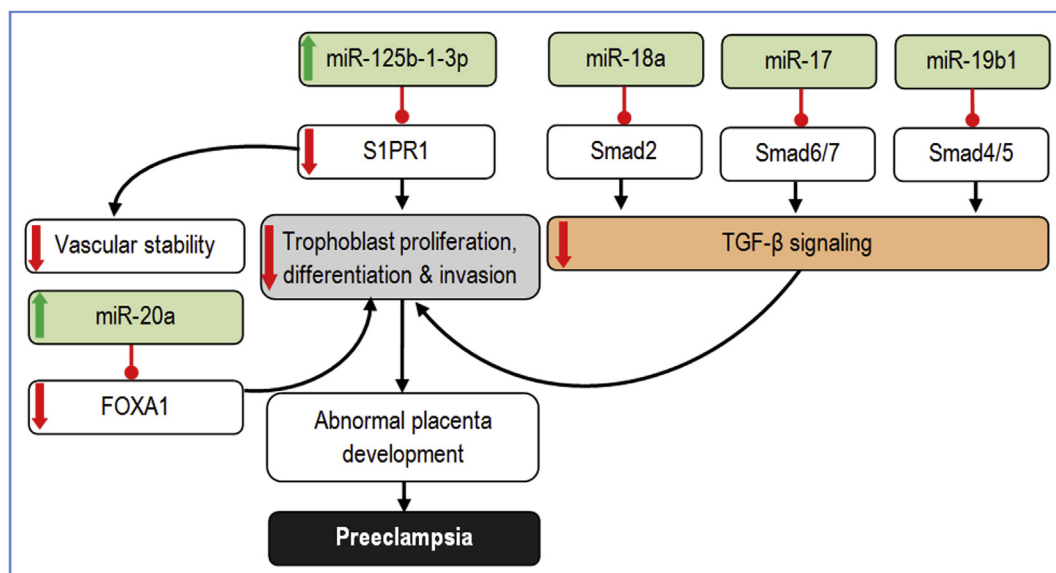 miR-125b-1-3p
miR-18a
miR-17
miR-19b1
S1PR1
Smad2
Smad6/7
Smad4/5
Vascular stability
Trophoblast proliferation,
differentiation & invasion
TGF-β signaling
miR-20a
FOXA1
Abnormal placenta
development
Preeclampsia